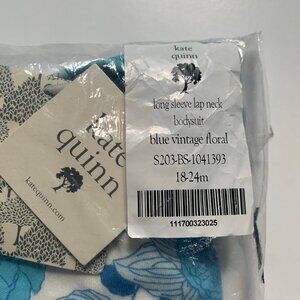 kate
quinn
long sleeve lap neck
bodysuit
blue vintage floral
S203-BS-1041393
18-24m
111700323025
kate
quinn
katequinn.com